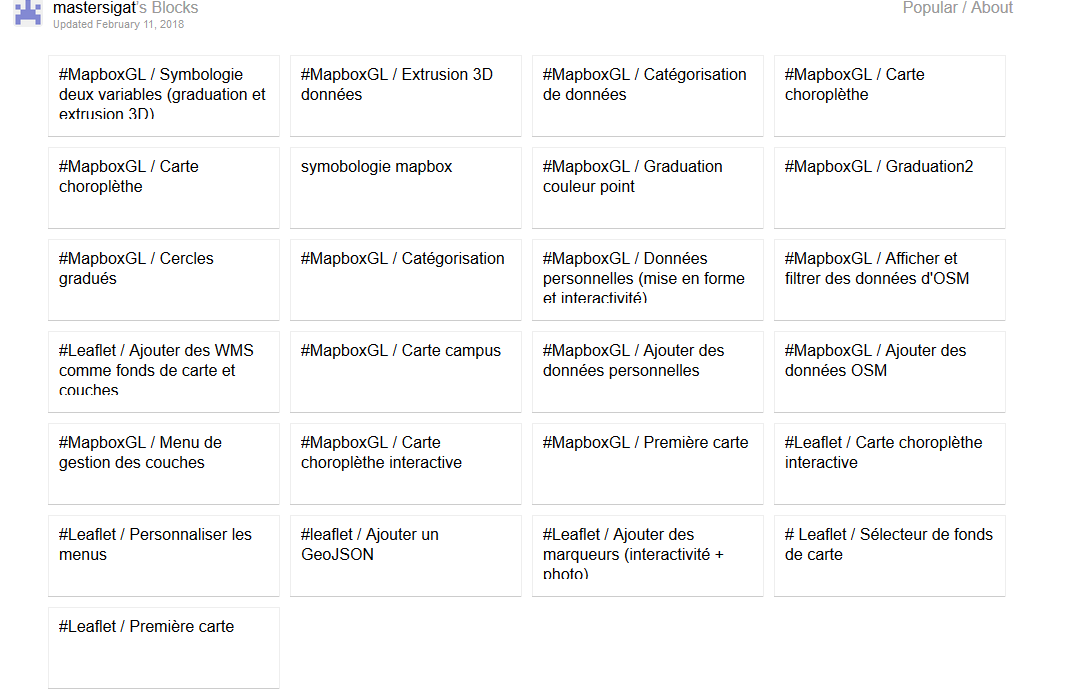 mastersigat's Blocks
Popular / About
Updated February 11, 2018
#MapboxGL / Symbologie
deux variables (graduation et
extrusion 3D)
#MapboxGL / Extrusion 3D
données
#MapboxGL / Catégorisation
de données
#MapboxGL / Carte
choroplèthe
#MapboxGL / Carte
choroplèthe
symobologie mapbox
#MapboxGL / Graduation
couleur point
#MapboxGL / Graduation2
#MapboxGL / Cercles
gradués
#MapboxGL / Catégorisation
#MapboxGL / Données
personnelles (mise en forme
et interactivité)
#MapboxGL / Afficher et
filtrer des données d'OSM
#Leaflet / Ajouter des WMS
comme fonds de carte et
couches
#MapboxGL / Carte campus
#MapboxGL / Ajouter des
données personnelles
#MapboxGL / Ajouter des
données OSM
#MapboxGL / Menu de
gestion des couches
#MapboxGL / Carte
choroplèthe interactive
#MapboxGL / Première carte
#Leaflet / Carte choroplèthe
interactive
#Leaflet / Personnaliser les
menus
#leaflet / Ajouter un
GeoJSON
#Leaflet / Ajouter des
marqueurs (interactivité +
photo)
# Leaflet / Sélecteur de fonds
de carte
#Leaflet / Première carte